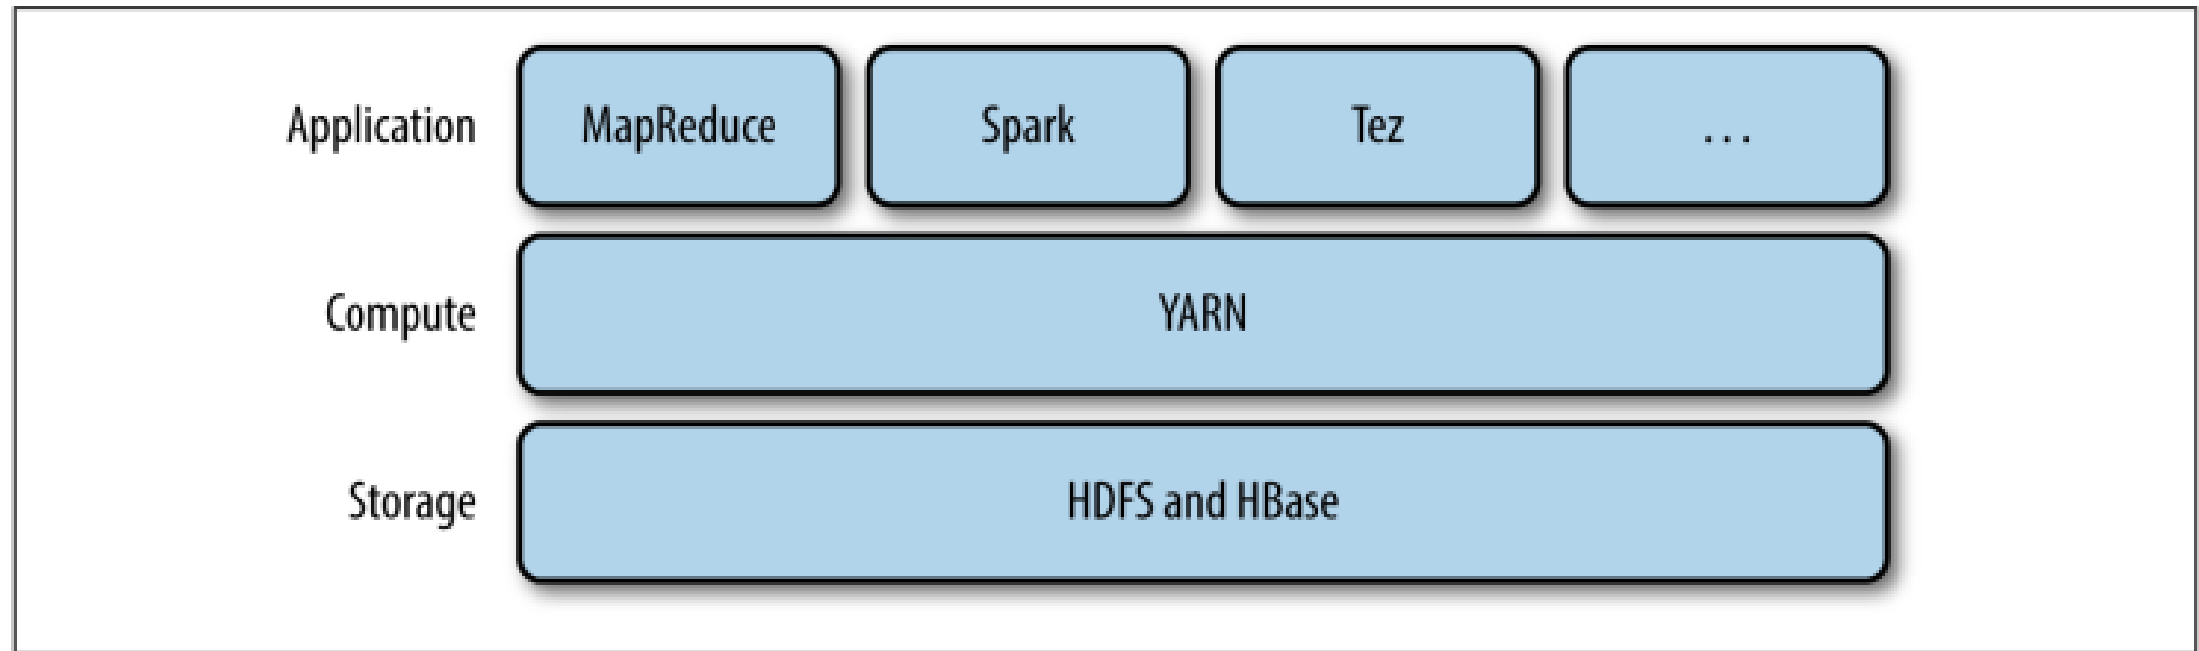 Application MapReduce Spark Tez ...
Compute YARN
Storage HDFS and HBase